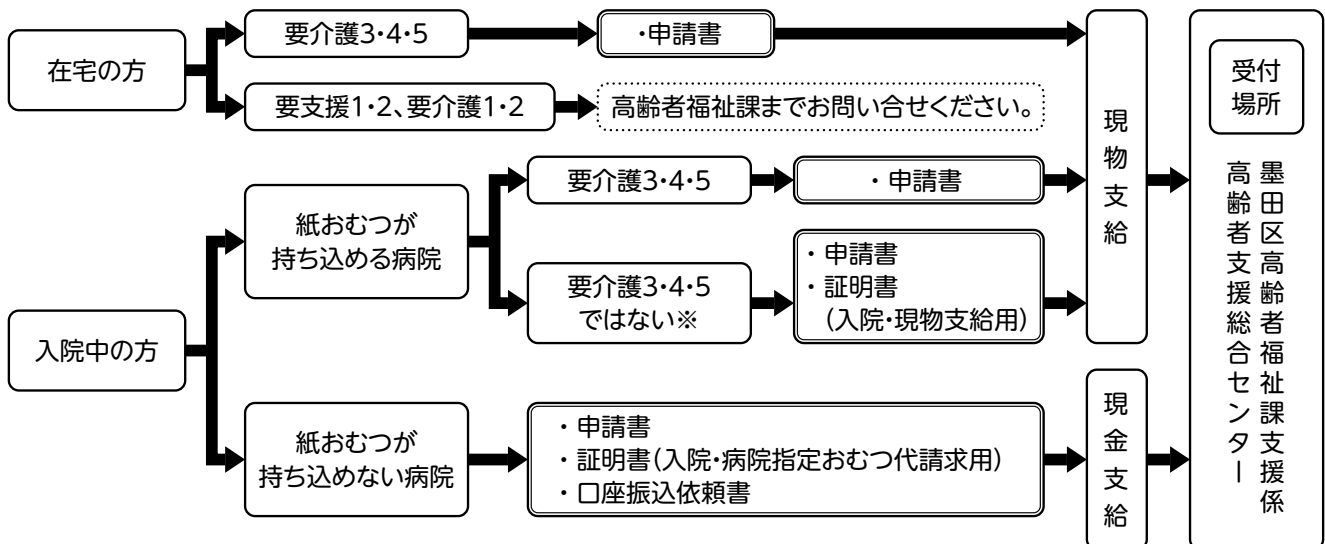 在宅の方
要介護3・4・5
・申請書
要支援1・2、要介護1・2
高齢者福祉課までお問い合せください。
入院中の方
紙おむつが
持ち込める病院
要介護3・4・5
・ 申請書
要介護3・4・5
ではない※
・ 申請書
・ 証明書
(入院・現物支給用)
紙おむつが
持ち込めない病院
・ 申請書
・ 証明書(入院・病院指定おむつ代請求用)
・ 口座振込依頼書
現物支給
現金支給
受付
場所
墨田区高齢者福祉課支援係
高齢者支援総合センター